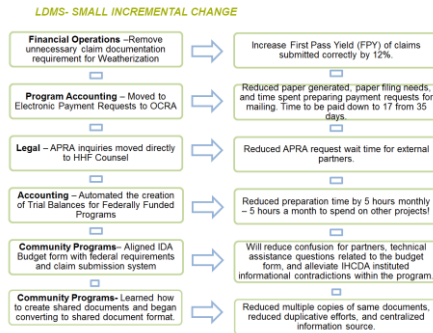 LDMS- SMALL INCREMENTAL CHANGE
Financial Operations –Remove
unnecessary claim documentation
requirement for Weatherization
Increase First Pass Yield (FPY) of claims
submitted correctly by 12%.
Program Accounting – Moved to
Electronic Payment Requests to OCRA
Reduced paper generated, paper filing needs,
and time spent preparing payment requests for
mailing. Time to be paid down to 17 from 35
days.
Legal – APRA inquiries moved directly
to HHF Counsel
Reduced APRA request wait time for external
partners.
Accounting – Automated the creation
of Trial Balances for Federally Funded
Programs
Reduced preparation time by 5 hours monthly
– 5 hours a month to spend on other projects!
Community Programs– Aligned IDA
Budget form with federal requirements
and claim submission system
Will reduce confusion for partners, technical
assistance questions related to the budget
form, and alleviate IHCDA instituted
informational contradictions within the program.
Community Programs- Learned how
to create shared documents and began
converting to shared document format.
Reduced multiple copies of same documents,
reduced duplicative efforts, and centralized
information source.